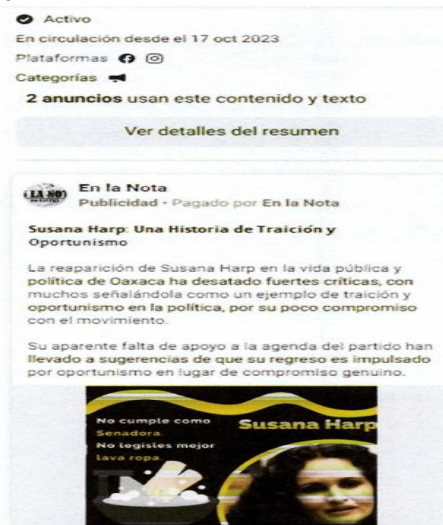 Activo
En circulación desde el 17 oct 2023
Plataformas
Categorías
2 anuncios usan este contenido y texto
Ver detalles del resumen
En la Nota
Publicidad • Pagado por En la Nota
Susana Harp: Una Historia de Traición y
Oportunismo
La reaparición de Susana Harp en la vida pública y
política de Oaxaca ha desatado fuertes críticas, con
muchos señalándola como un ejemplo de traición y
oportunismo en la política, por su poco compromiso
con el movimiento.
Su aparente falta de apoyo a la agenda del partido han
llevado a sugerencias de que su regreso es impulsado
por oportunismo en lugar de compromiso genuino.
No cumple como
Senadora.
No legisles mejor
lava ropa.
Susana Harp